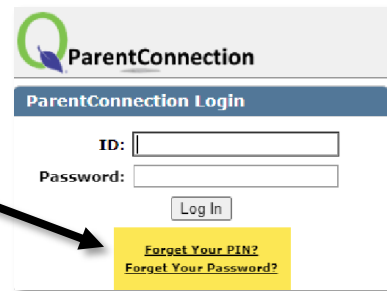 Q ParentConnection
ParentConnection Login
ID:
Password:
Log In
Forget Your PIN?
Forget Your Password?